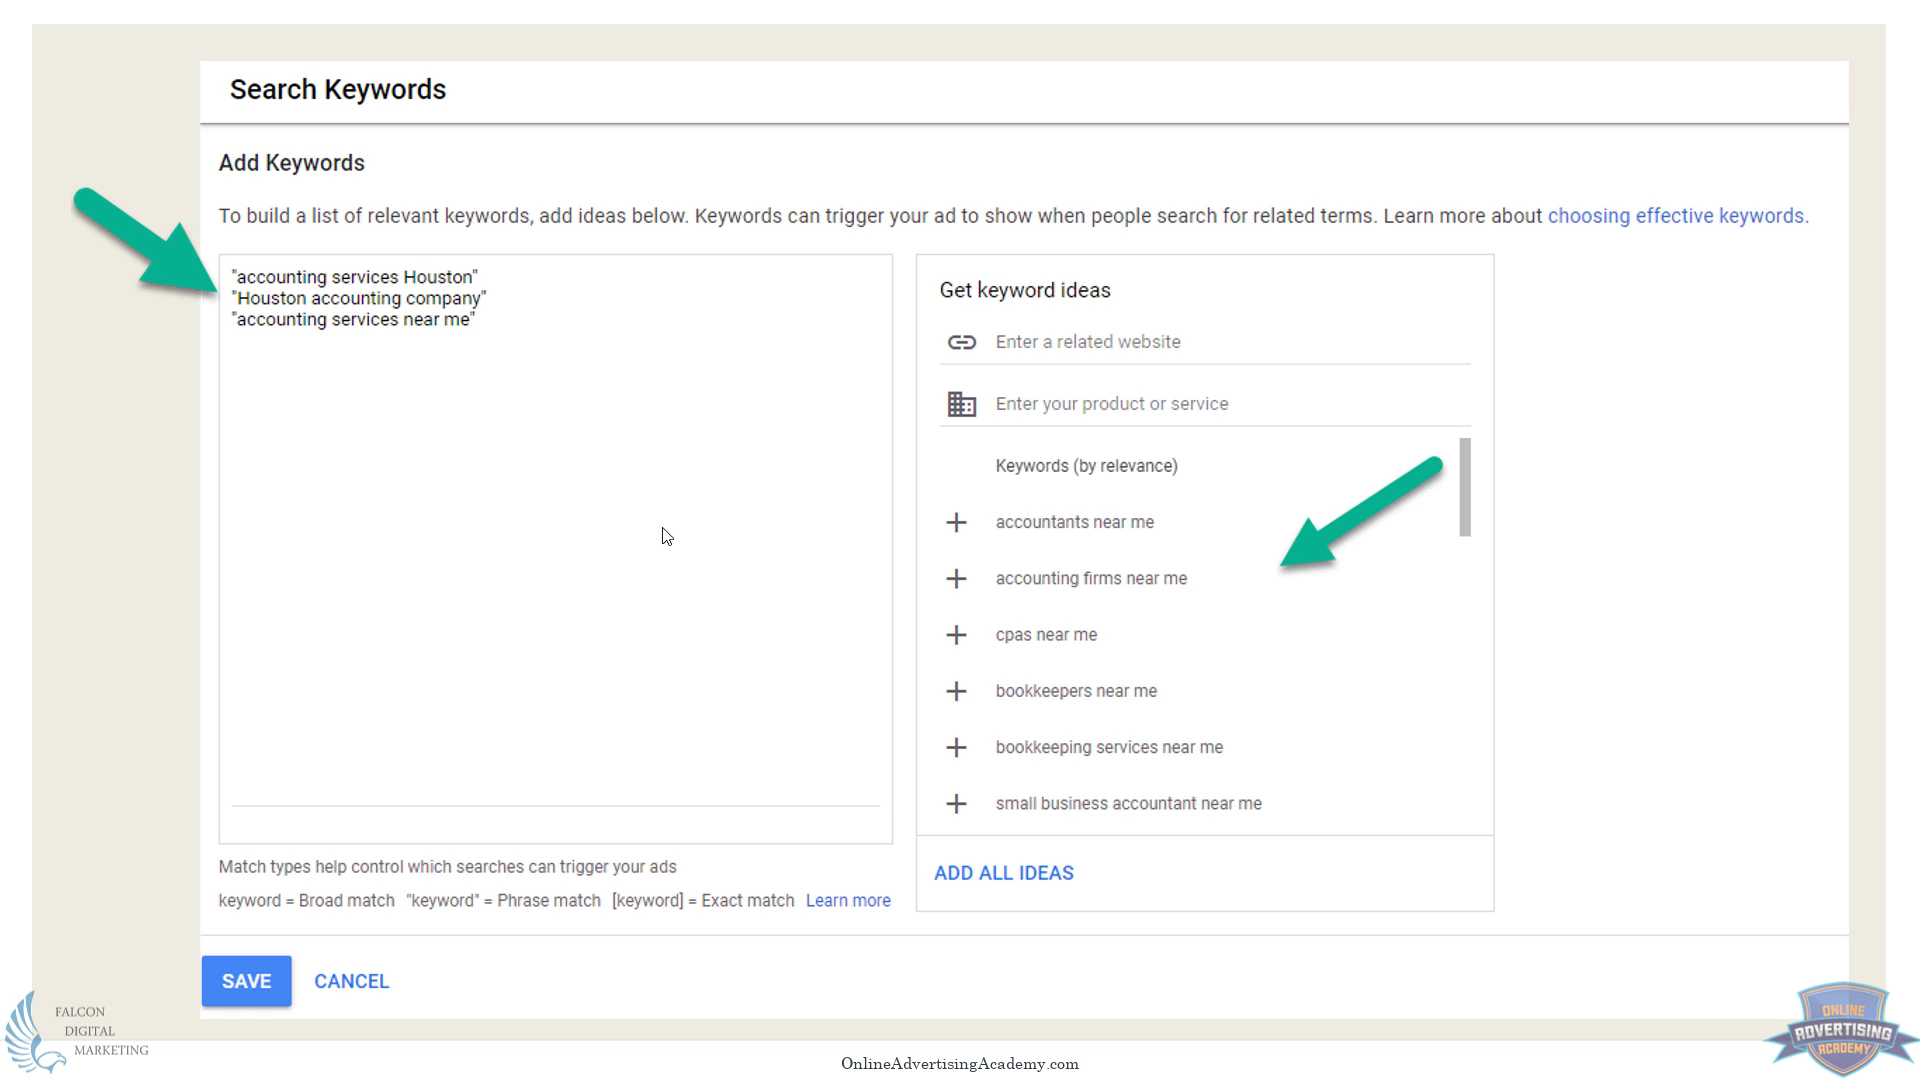 Search Keywords
Add Keywords
To build a list of relevant keywords, add ideas below. Keywords can trigger your ad to show when people search for related terms. Learn more about choosing effective keywords.
"accounting services Houston"
"Houston accounting company"
"accounting services near me"
Get keyword ideas
Enter a related website
Enter your product or service
Keywords (by relevance)
accountants near me
accounting firms near me
cpas near me
bookkeepers near me
bookkeeping services near me
small business accountant near me
ADD ALL IDEAS
Match types help control which searches can trigger your ads
keyword = Broad match "keyword" = Phrase match [keyword] = Exact match Learn more
SAVE CANCEL
FALCON
DIGITAL
MARKETING
OnlineAdvertisingAcademy.com
ONLINE
ADVERTISING
ACADEMY